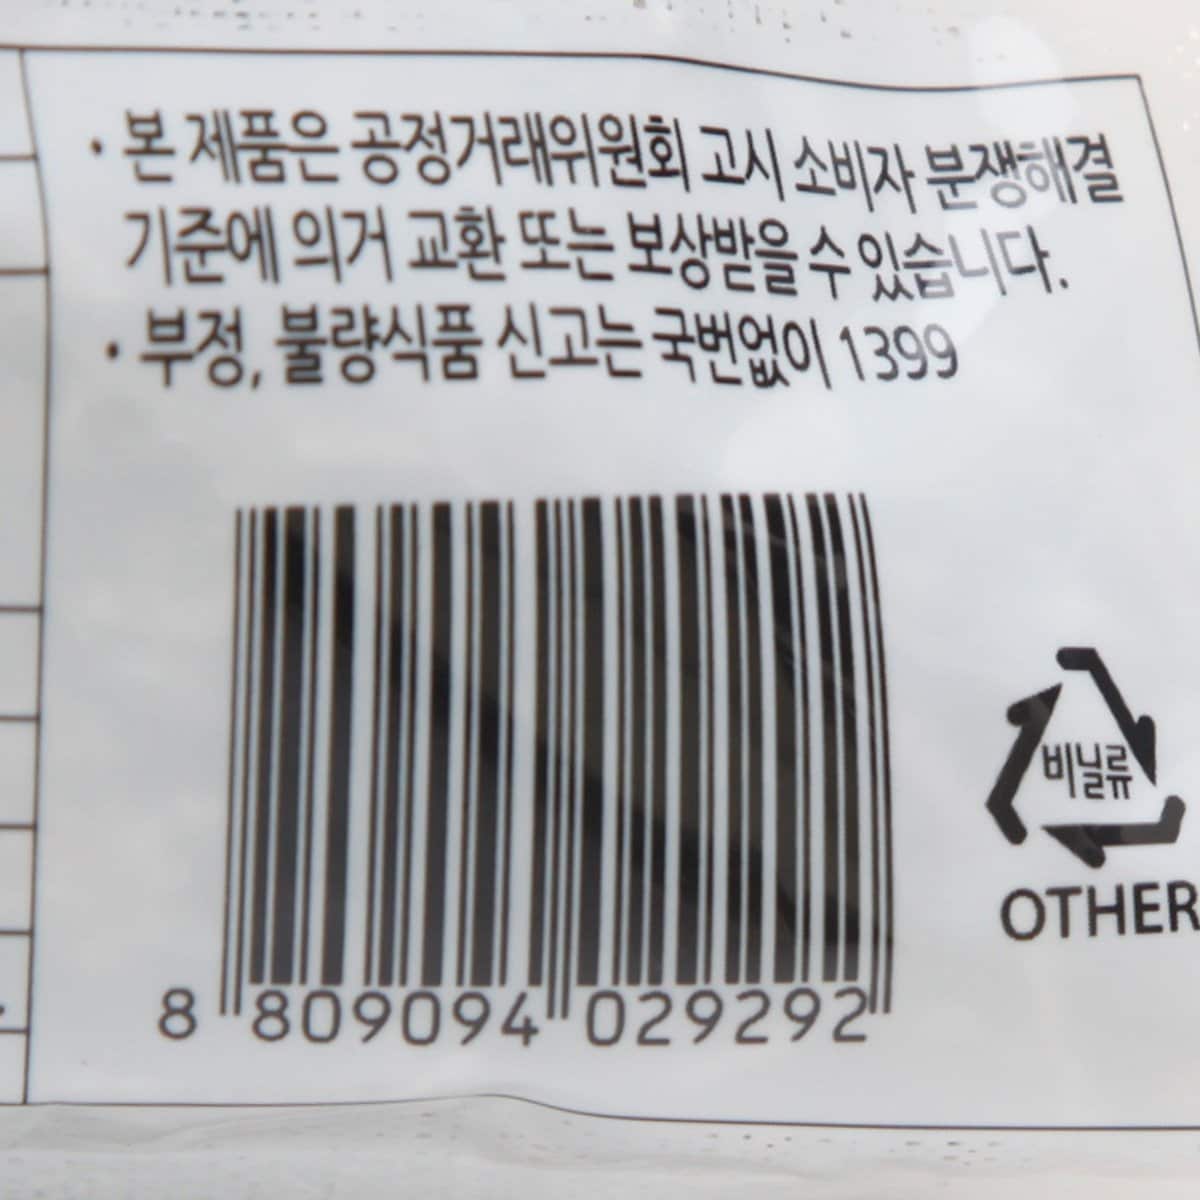 · 본 제품은 공정거래위원회 고시 소비자 분쟁해결
기준에 의거 교환 또는 보상받을 수 있습니다.
· 부정, 불량식품 신고는 국번없이 1399
비닐류
OTHER
8 809094 029292